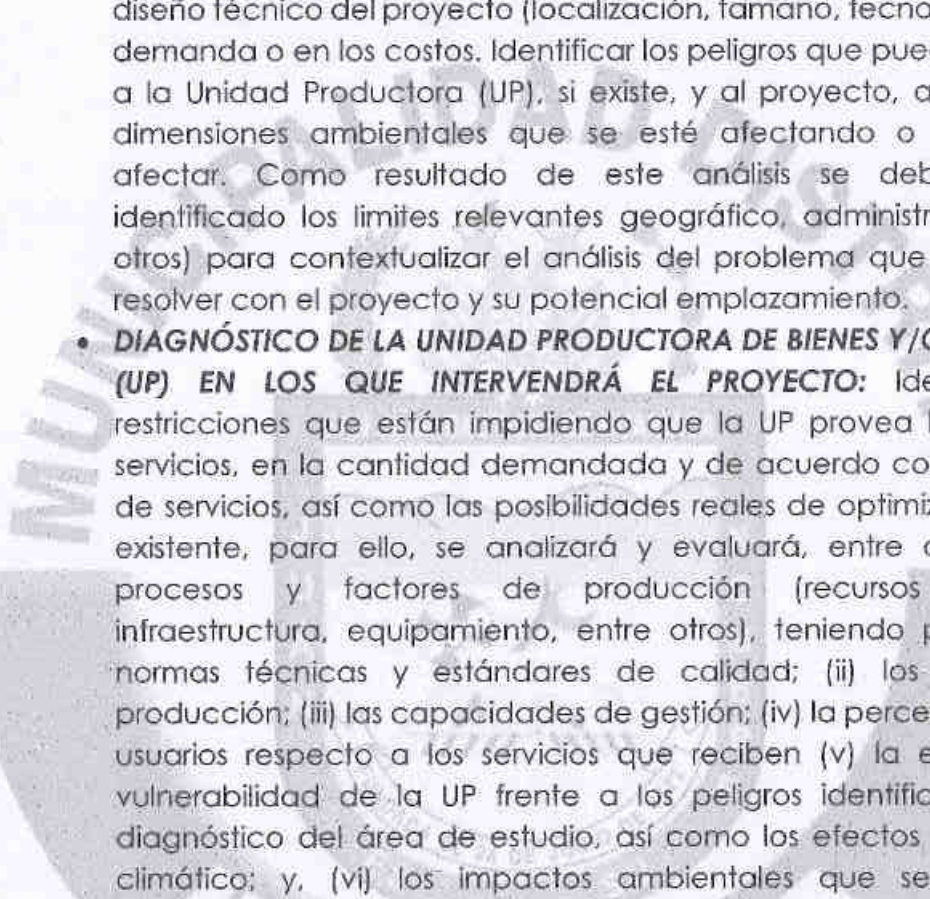 diseño técnico del proyecto (localización, tamaño, tecno
demanda o en los costos. Identificar los peligros que pue
a la Unidad Productora (UP), si existe, y al proyecto, a
dimensiones ambientales que se esté afectando o
afectar. Como resultado de este análisis se deb
identificado los limites relevantes geográfico, administr
otros) para contextualizar el análisis del problema que
resolver con el proyecto y su potencial emplazamiento.
• DIAGNÓSTICO DE LA UNIDAD PRODUCTORA DE BIENES Y/O
(UP) EN LOS QUE INTERVENDRÁ EL PROYECTO: Ide
restricciones que están impidiendo que la UP provea l
servicios, en la cantidad demandada y de acuerdo co
de servicios, así como las posibilidades reales de optimiz
existente, para ello, se analizará y evaluará, entre o
procesos y factores de producción (recursos
infraestructura, equipamiento, entre otros), teniendo p
normas técnicas y estándares de calidad; (ii) los
producción; (iii) las capacidades de gestión; (iv) la perce
usuarios respecto a los servicios que reciben (v) la e
vulnerabilidad de la UP frente a los peligros identific
diagnóstico del área de estudio, así como los efectos
climático; y, (vi) los impactos ambientales que se
MUNICIPALIDAD DIS